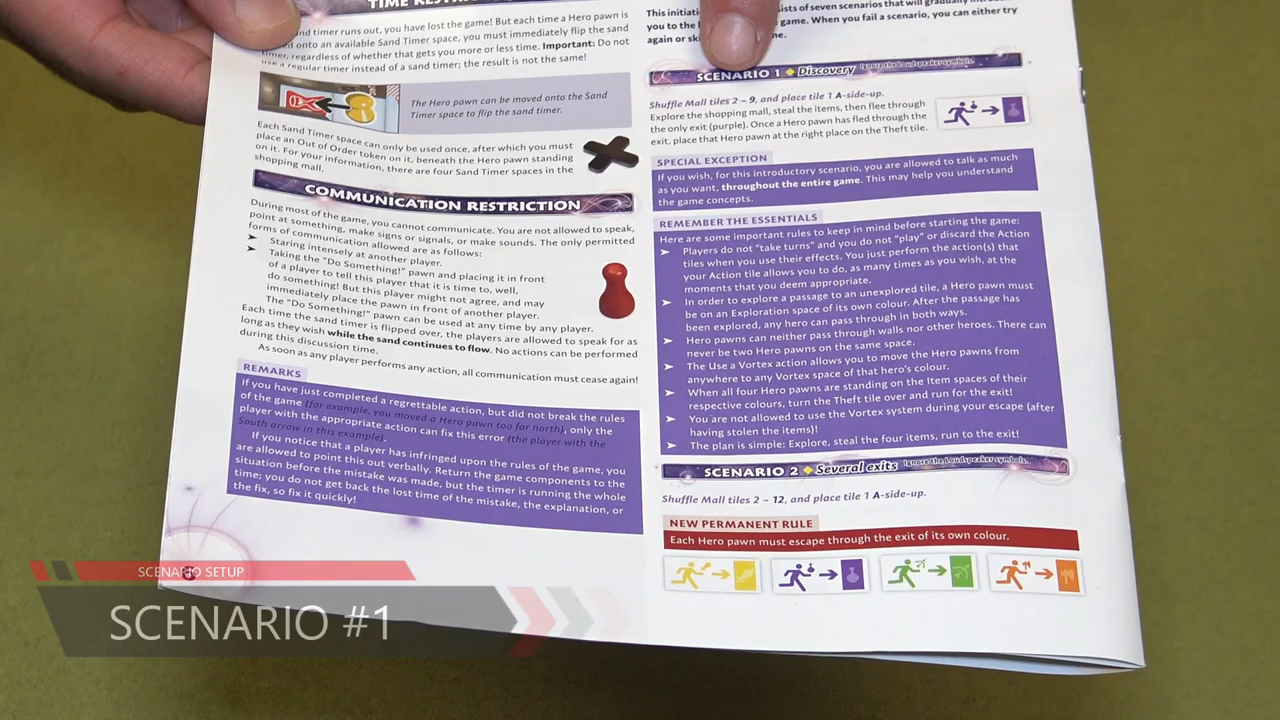 TIME RESTRI
nd timer runs out, you have lost the game! But each time a Hero pawn is
onto an available Sand Timer space, you must immediately flip the sand
timer, regardless of whether that gets you more or less time. Important: Do not
use a regular timer instead of a sand timer; the result is not the same!
The Hero pawn can be moved onto the Sand
Timer space to flip the sand timer.
Each Sand Timer space can only be used once, after which you must
place an Out of Order token on it, beneath the Hero pawn standing
on it. For your information, there are four Sand Timer spaces in the
shopping mall.
COMMUNICATION RESTRICTION
During most of the game, you cannot communicate. You are not allowed to speak,
point at something, make signs or signals, or make sounds. The only permitted
forms of communication allowed are as follows:
➤ Staring intensely at another player.
➤ Taking the "Do Something!" pawn and placing it in front
of a player to tell this player that it is time to, well,
do something! But this player might not agree, and may
immediately place the pawn in front of another player.
The "Do Something!" pawn can be used at any time by any player.
Each time the sand timer is flipped over, the players are allowed to speak for as
long as they wish while the sand continues to flow. No actions can be performed
during this discussion time.
As soon as any player performs any action, all communication must cease again!
REMARKS
If you have just completed a regrettable action, but did not break the rules
of the game (for example, you moved a Hero pawn too far north), only the
player with the appropriate action can fix this error (the player with the
South arrow in this example).
If you notice that a player has infringed upon the rules of the game, you
are allowed to point this out verbally. Return the game components to the
situation before the mistake was made, but the timer is running the whole
time; you do not get back the lost time of the mistake, the explanation, or
the fix, so fix it quickly!
6
This initiati sists of seven scenarios that will gradually introdu
you to the game. When you fail a scenario, you can either try
again or ski ne.
SCENARIO 1 ◆ Discovery Ignore the Loudspeaker symbols.
Shuffle Mall tiles 2 – 9, and place tile 1 A-side-up.
Explore the shopping mall, steal the items, then flee through
the only exit (purple). Once a Hero pawn has fled through the
exit, place that Hero pawn at the right place on the Theft tile.
SPECIAL EXCEPTION
If you wish, for this introductory scenario, you are allowed to talk as much
as you want, throughout the entire game. This may help you understand
the game concepts.
REMEMBER THE ESSENTIALS
Here are some important rules to keep in mind before starting the game:
➤ Players do not "take turns" and you do not "play" or discard the Action
tiles when you use their effects. You just perform the action(s) that
your Action tile allows you to do, as many times as you wish, at the
moments that you deem appropriate.
➤ In order to explore a passage to an unexplored tile, a Hero pawn must
be on an Exploration space of its own colour. After the passage has
been explored, any hero can pass through in both ways.
➤ Hero pawns can neither pass through walls nor other heroes. There can
never be two Hero pawns on the same space.
➤ The Use a Vortex action allows you to move the Hero pawns from
anywhere to any Vortex space of that hero's colour.
➤ When all four Hero pawns are standing on the Item spaces of their
respective colours, turn the Theft tile over and run for the exit!
➤ You are not allowed to use the Vortex system during your escape (after
having stolen the items)!
➤ The plan is simple: Explore, steal the four items, run to the exit!
SCENARIO 2 ◆ Several exits Ignore the Loudspeaker symbols.
Shuffle Mall tiles 2 – 12, and place tile 1 A-side-up.
NEW PERMANENT RULE
Each Hero pawn must escape through the exit of its own colour.
SCENARIO SETUP
SCENARIO #1